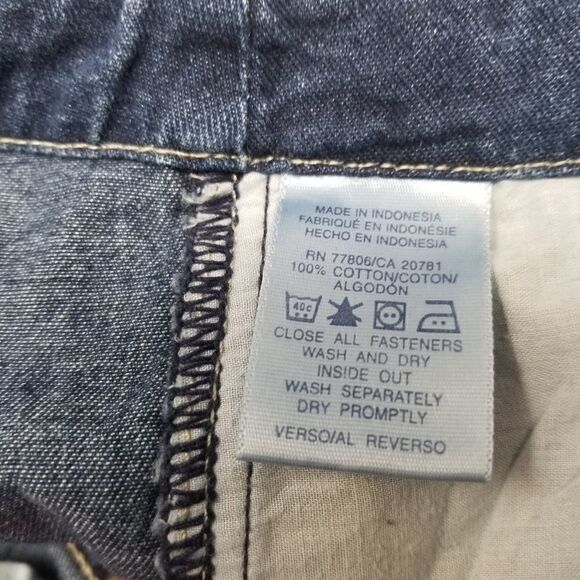 MADE IN INDONESIA
FABRIQUÉ EN INDONÉSIE
HECHO EN INDONESIA
RN 77806/CA 20781
100% COTTON/COTON/
ALGODÓN
40c
CLOSE ALL FASTENERS
WASH AND DRY
INSIDE OUT
WASH SEPARATELY
DRY PROMPTLY
VERSO/AL REVERSO